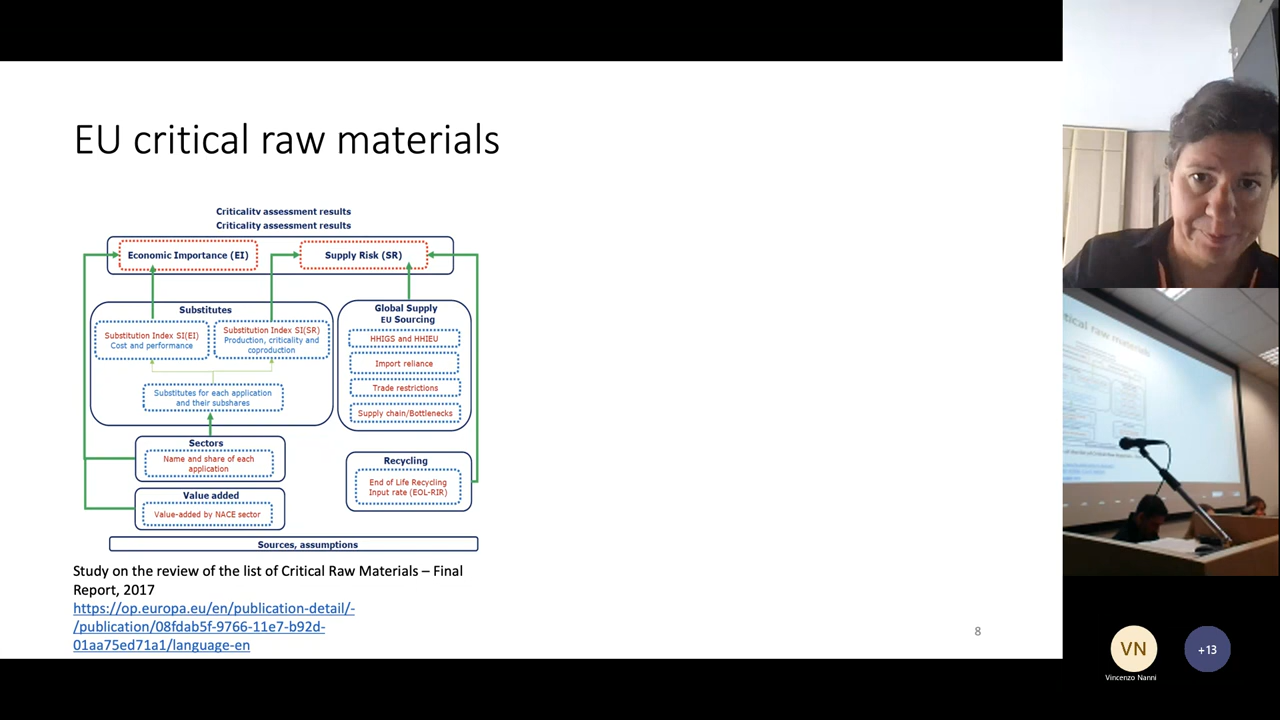 EU critical raw materials
Criticality assessment results
Criticality assessment results
Economic Importance (EI)
Supply Risk (SR)
Substitutes
Substitution Index SI(EI)
Cost and performance
Substitution Index SI(SR)
Production, criticality and
coproduction
Substitutes for each application
and their subshares
Global Supply
EU Sourcing
HHIGS and HHIEU
Import reliance
Trade restrictions
Supply chain/Bottlenecks
Sectors
Name and share of each
application
Value added
Value-added by NACE sector
Recycling
End of Life Recycling
Input rate (EOL-RIR)
Sources, assumptions
Study on the review of the list of Critical Raw Materials – Final
Report, 2017
https://op.europa.eu/en/publication-detail/-
/publication/08fdab5f-9766-11e7-b92d-
01aa75ed71a1/language-en
8
tical raw materials
VN
Vincenzo Nanni
+13